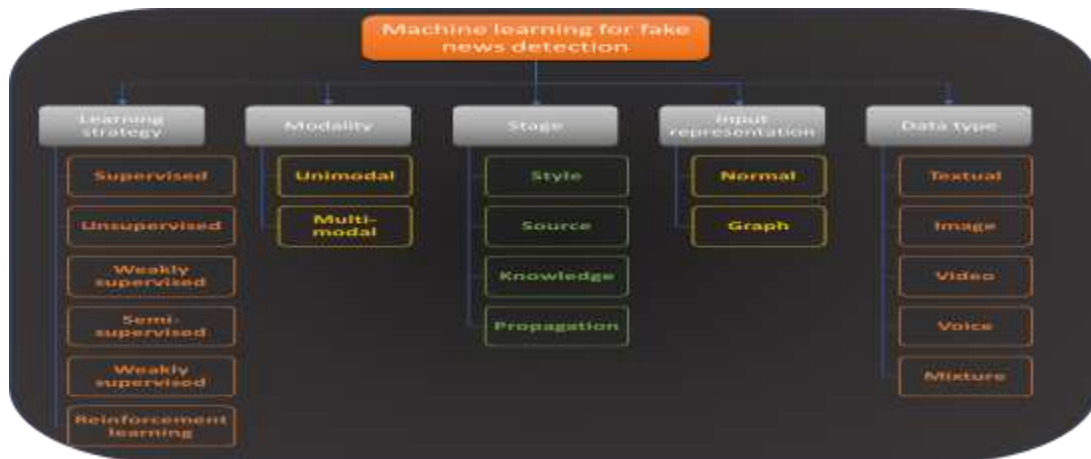 Machine learning for fake
news detection
Learning
strategy
Supervised
Unsupervised
Weakly
supervised
Semi-
supervised
Weakly
supervised
Reinforcement
learning
Modality
Unimodal
Multi-
modal
Stage
Style
Source
Knowledge
Propagation
Input
representation
Normal
Graph
Data type
Textual
Image
Video
Voice
Mixture